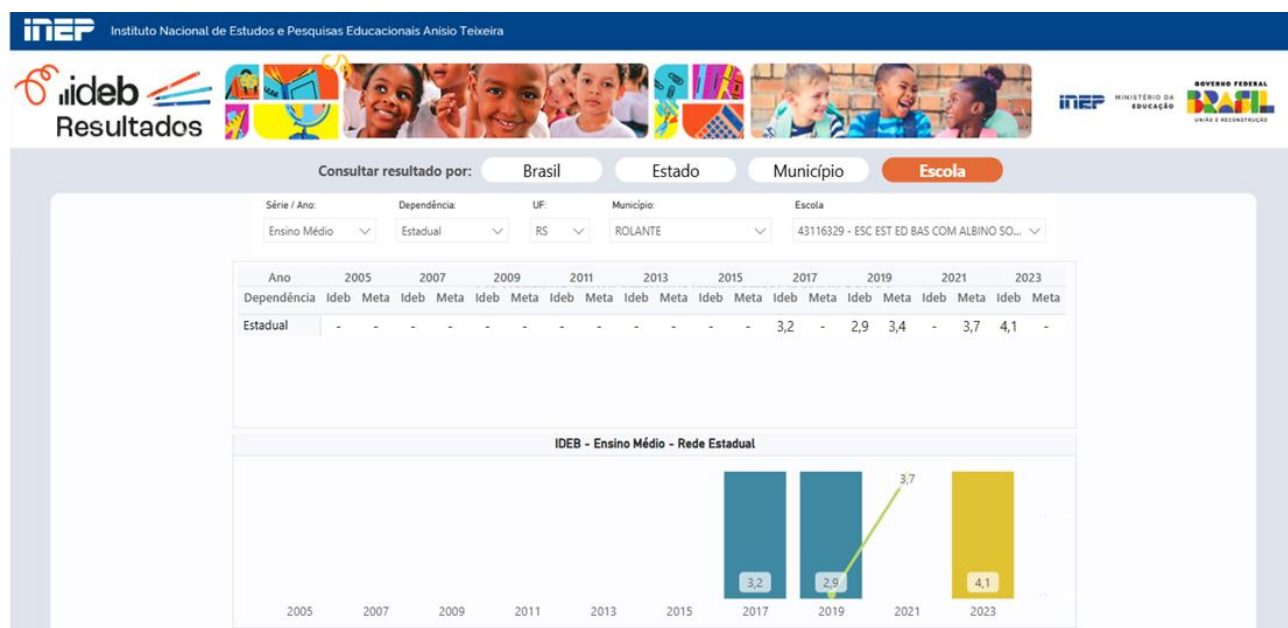 inep Instituto Nacional de Estudos e Pesquisas Educacionais Anísio Teixeira
ideb
Resultados
inep MINISTÉRIO DA EDUCAÇÃO
GOVERNO FEDERAL
BRASIL
UNIÃO E RECONSTRUÇÃO
Consultar resultado por: Brasil Estado Município Escola
Série / Ano: Dependência: UF: Município: Escola
Ensino Médio Estadual RS ROLANTE 43116329 - ESC EST ED BAS COM ALBINO SO...
Ano 2005 2007 2009 2011 2013 2015 2017 2019 2021 2023
Dependência Ideb Meta Ideb Meta Ideb Meta Ideb Meta Ideb Meta Ideb Meta Ideb Meta Ideb Meta Ideb Meta Ideb Meta
Estadual - - - - - - - - - - - - 3,2 - 2,9 3,4 - 3,7 4,1 -
IDEB - Ensino Médio - Rede Estadual
3,7
3,2 2,9 4,1
2005 2007 2009 2011 2013 2015 2017 2019 2021 2023